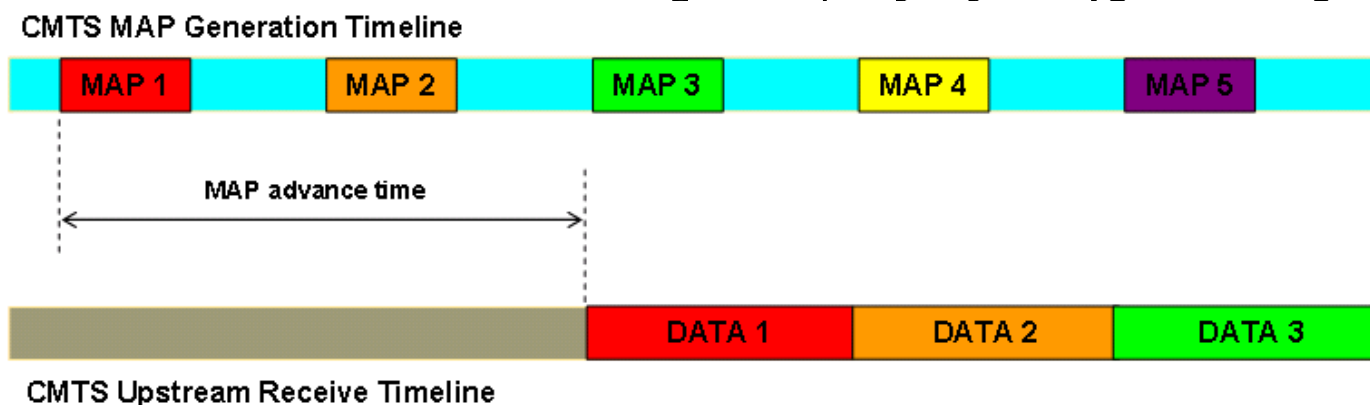 CMTS MAP Generation Timeline
MAP 1 MAP 2 MAP 3 MAP 4 MAP 5
MAP advance time
DATA 1 DATA 2 DATA 3
CMTS Upstream Receive Timeline